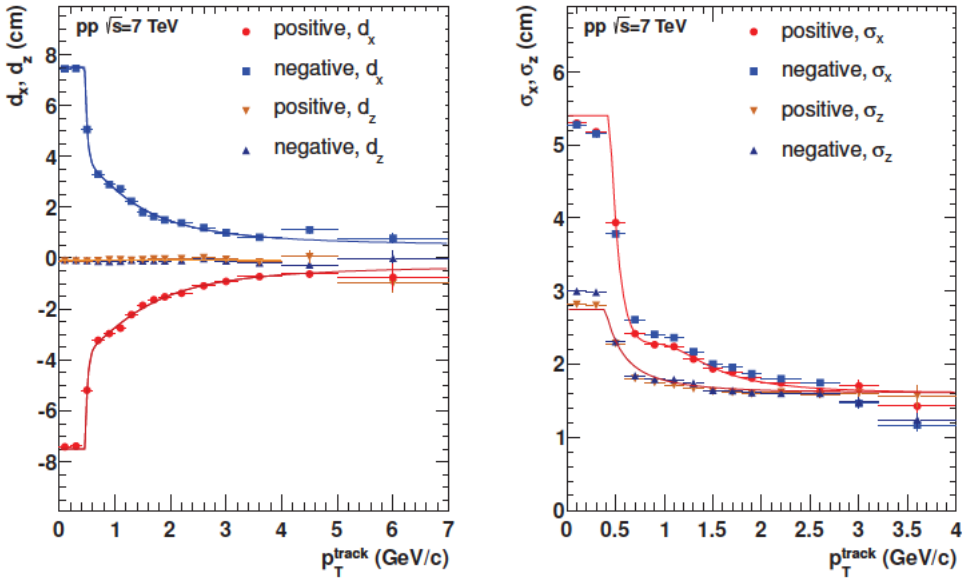 pp √s=7 TeV
positive, d_x
negative, d_x
positive, d_z
negative, d_z
d_x, d_z (cm)
8
6
4
2
0
-2
-4
-6
-8
0 1 2 3 4 5 6 7
p_T^track (GeV/c)
pp √s=7 TeV
positive, σ_x
negative, σ_x
positive, σ_z
negative, σ_z
σ_x, σ_z (cm)
6
5
4
3
2
1
0
0 0.5 1 1.5 2 2.5 3 3.5 4
p_T^track (GeV/c)